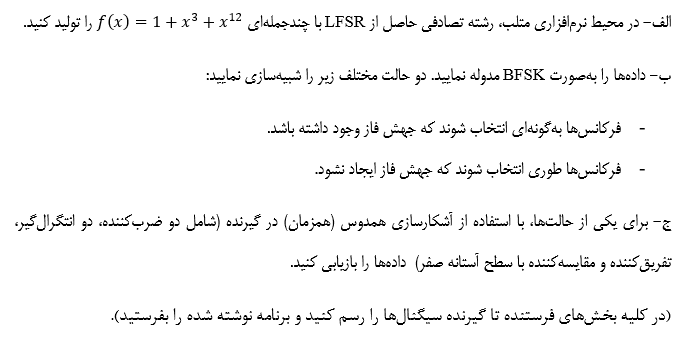 الف- در محیط نرم‌افزاری متلب، رشته تصادفی حاصل از LFSR با چندجمله‌ای f(x) = 1 + x³ + x¹² را تولید کنید.
ب- داده‌ها را به‌صورت BFSK مدوله نمایید. دو حالت مختلف زیر را شبیه‌سازی نمایید:
- فرکانس‌ها به‌گونه‌ای انتخاب شوند که جهش فاز وجود داشته باشد.
- فرکانس‌ها طوری انتخاب شوند که جهش فاز ایجاد نشود.
ج- برای یکی از حالت‌ها، با استفاده از آشکارسازی همدوس (همزمان) در گیرنده (شامل دو ضرب‌کننده، دو انتگرال‌گیر،
تفریق‌کننده و مقایسه‌کننده با سطح آستانه صفر) داده‌ها را بازیابی کنید.
(در کلیه بخش‌های فرستنده تا گیرنده سیگنال‌ها را رسم کنید و برنامه نوشته شده را بفرستید).